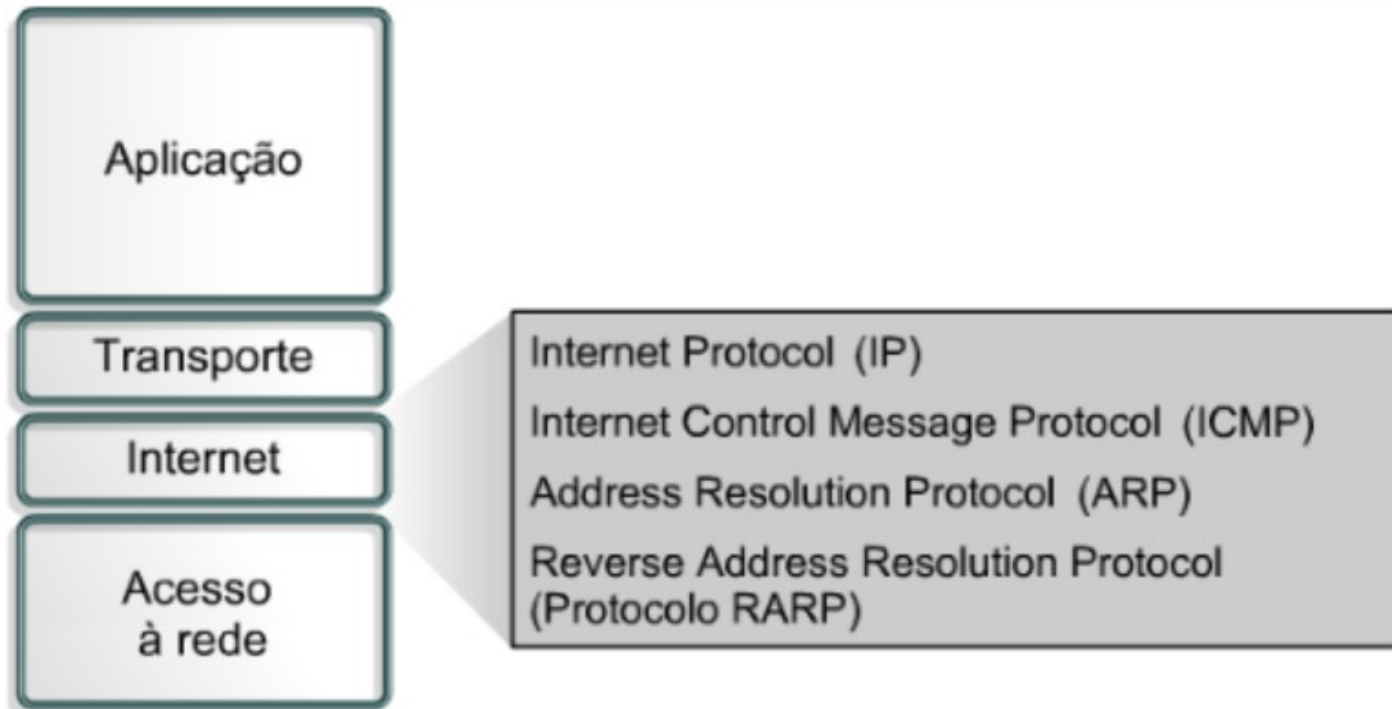 Aplicação
Transporte
Internet
Acesso
à rede
Internet Protocol (IP)
Internet Control Message Protocol (ICMP)
Address Resolution Protocol (ARP)
Reverse Address Resolution Protocol
(Protocolo RARP)